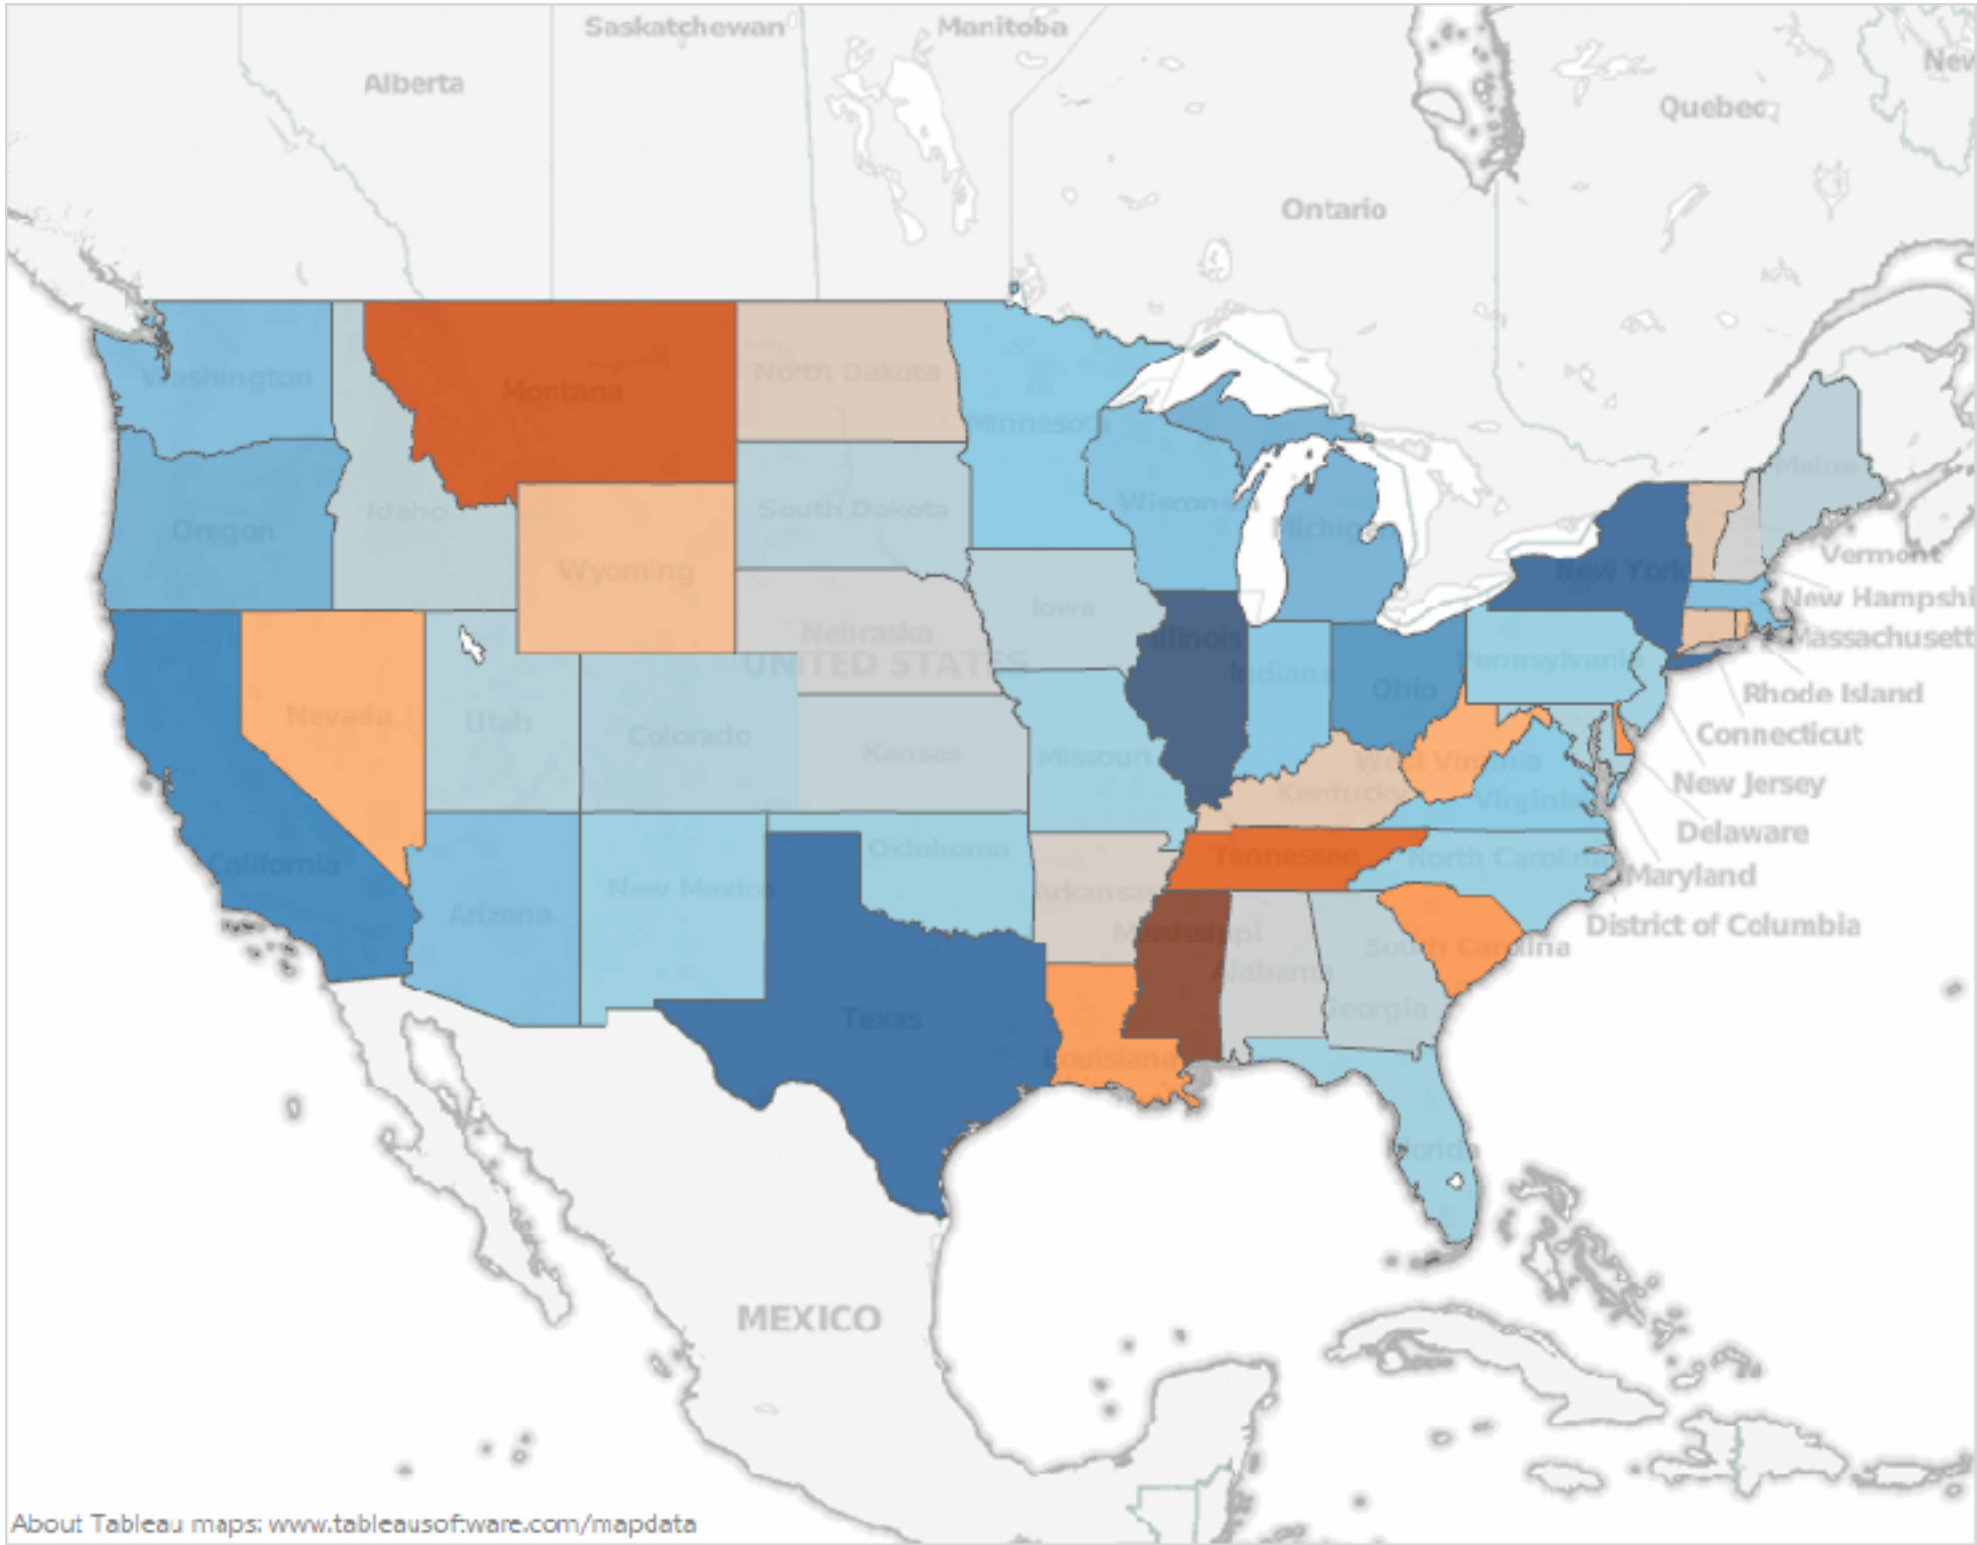 Saskatchewan
Manitoba
New
Alberta
Quebec
Ontario
Washington
Montana
North Dakota
Minnesota
Maine
Oregon
Idaho
South Dakota
Wisconsin
Michigan
Vermont
Wyoming
New York
New Hampshi
Iowa
Nebraska
Illinois
Massachusett
UNITED STATES
Indiana
Pennsylvania
Ohio
Rhode Island
Nevada
Utah
Colorado
Kansas
Missouri
West Virginia
Connecticut
Kentucky
Virginia
New Jersey
Delaware
California
Oklahoma
Tennessee
North Carolina
Maryland
New Mexico
Arkansas
Arizona
Mississippi
South Carolina
District of Columbia
Alabama
Georgia
Texas
Louisiana
Florida
MEXICO
About Tableau maps: www.tableausoftware.com/mapdata